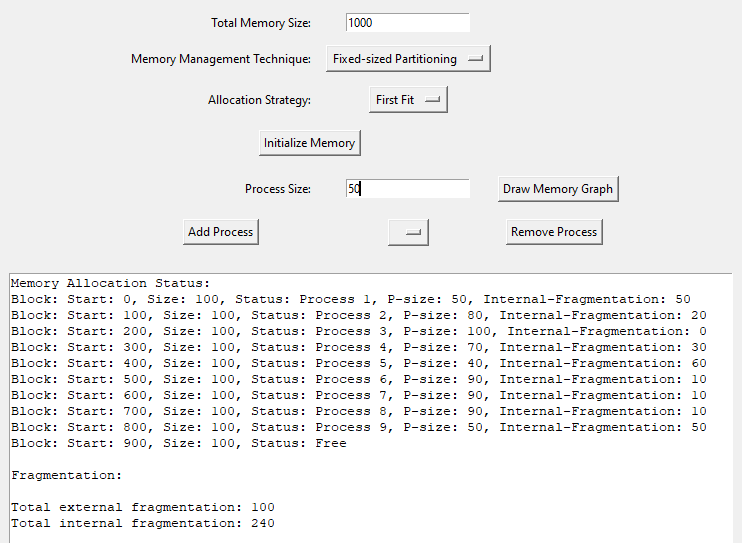 Total Memory Size: 1000
Memory Management Technique: Fixed-sized Partitioning
Allocation Strategy: First Fit
Initialize Memory
Process Size: 50 Draw Memory Graph
Add Process Remove Process
Memory Allocation Status:
Block: Start: 0, Size: 100, Status: Process 1, P-size: 50, Internal-Fragmentation: 50
Block: Start: 100, Size: 100, Status: Process 2, P-size: 80, Internal-Fragmentation: 20
Block: Start: 200, Size: 100, Status: Process 3, P-size: 100, Internal-Fragmentation: 0
Block: Start: 300, Size: 100, Status: Process 4, P-size: 70, Internal-Fragmentation: 30
Block: Start: 400, Size: 100, Status: Process 5, P-size: 40, Internal-Fragmentation: 60
Block: Start: 500, Size: 100, Status: Process 6, P-size: 90, Internal-Fragmentation: 10
Block: Start: 600, Size: 100, Status: Process 7, P-size: 90, Internal-Fragmentation: 10
Block: Start: 700, Size: 100, Status: Process 8, P-size: 90, Internal-Fragmentation: 10
Block: Start: 800, Size: 100, Status: Process 9, P-size: 50, Internal-Fragmentation: 50
Block: Start: 900, Size: 100, Status: Free
Fragmentation:
Total external fragmentation: 100
Total internal fragmentation: 240